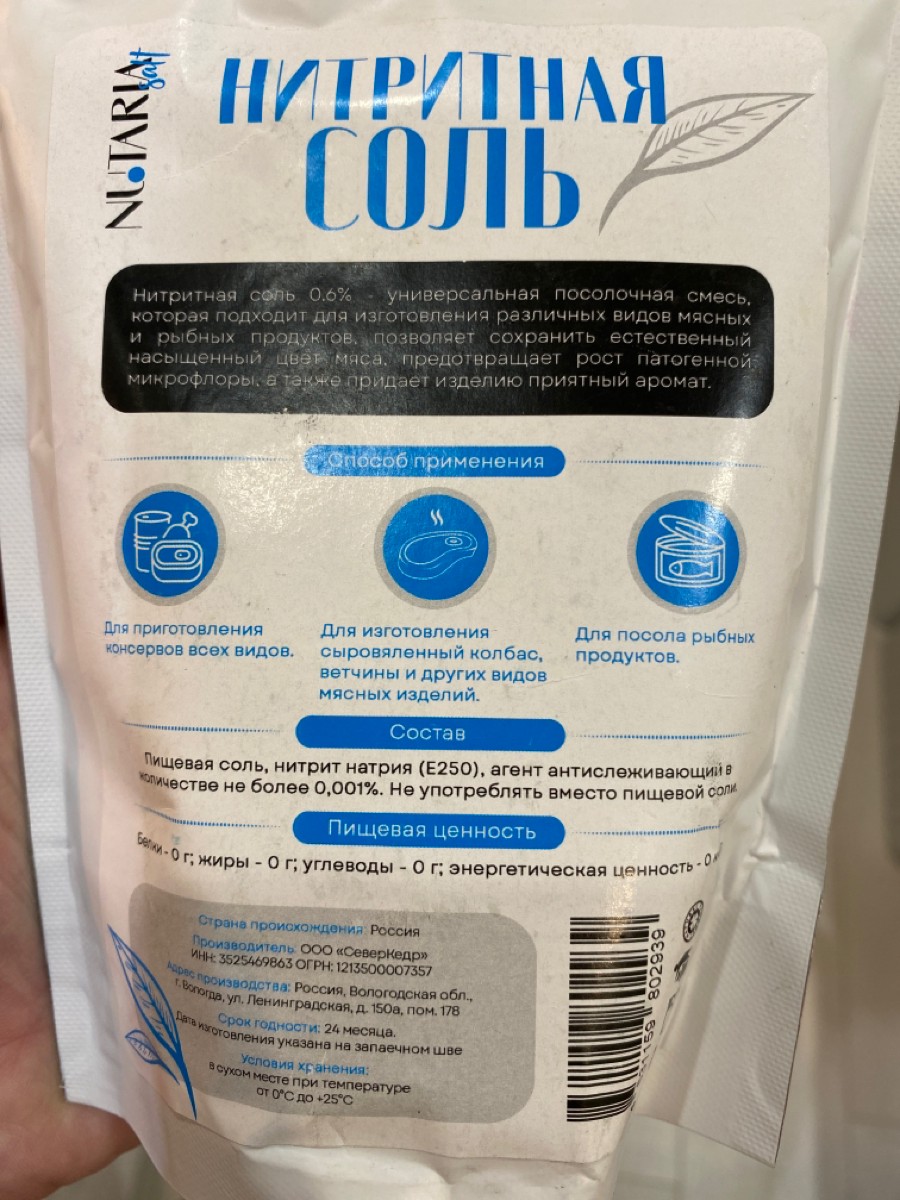 NUTARIA
salt
НИТРИТНАЯ
СОЛЬ
Нитритная соль 0.6% - универсальная посолочная смесь,
которая подходит для изготовления различных видов мясных
и рыбных продуктов, позволяет сохранить естественный
насыщенный цвет мяса, предотвращает рост патогенной
микрофлоры, а также придает изделию приятный аромат.
Способ применения
Для приготовления
консервов всех видов.
Для изготовления
сыровяленный колбас,
ветчины и других видов
мясных изделий.
Для посола рыбных
продуктов.
Состав
Пищевая соль, нитрит натрия (Е250), агент антислеживающий в
количестве не более 0,001%. Не употреблять вместо пищевой соли.
Пищевая ценность
Белки - 0 г; жиры - 0 г; углеводы - 0 г; энергетическая ценность - 0
Страна происхождения: Россия
Производитель: ООО «СеверКедр»
ИНН: 3525469863 ОГРН: 1213500007357
Адрес производства: Россия, Вологодская обл.,
г. Вологда, ул. Ленинградская, д. 150а, пом. 178
Срок годности: 24 месяца.
Дата изготовления указана на запаечном шве
Условия хранения:
в сухом месте при температуре
от 0°С до +25°С
802939